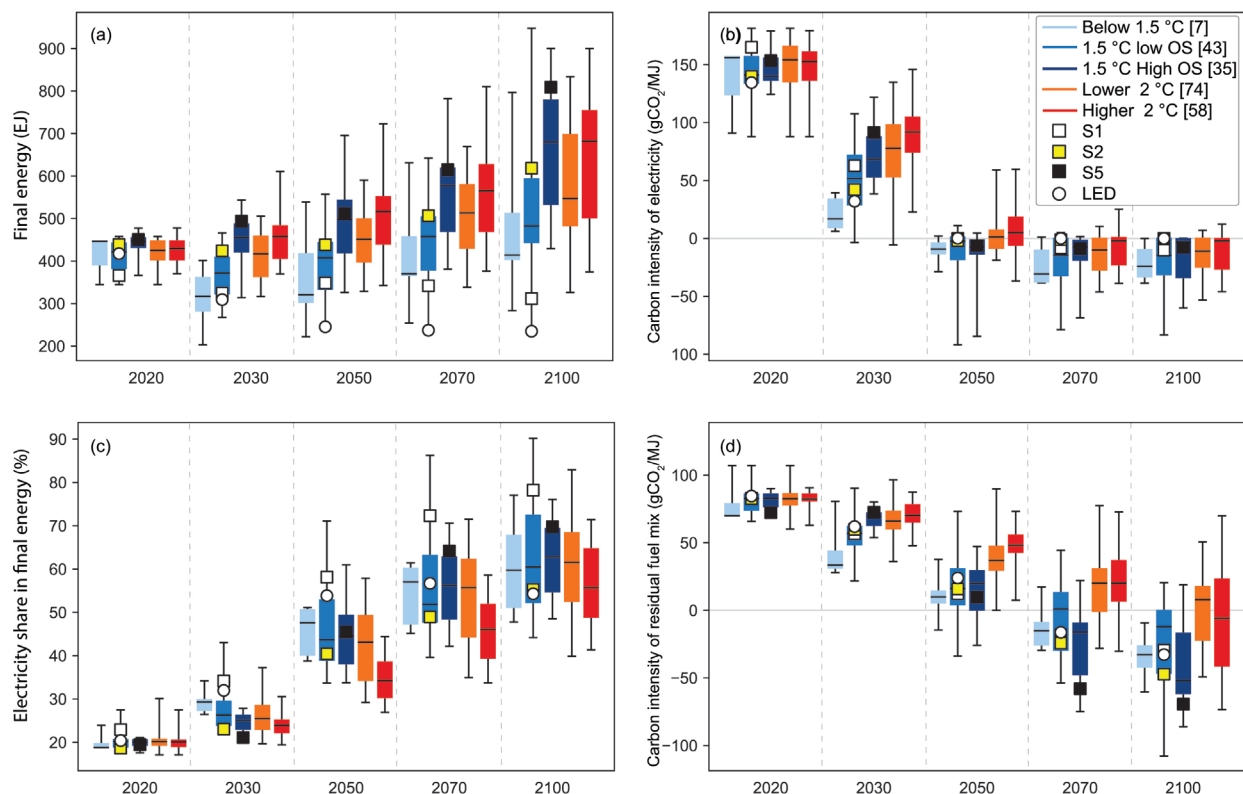 (a)
Final energy (EJ)
900
800
700
600
500
400
300
200
2020 2030 2050 2070 2100
(b)
Carbon intensity of electricity (gCO₂/MJ)
150
100
50
0
−50
100
2020 2030 2050 2070 2100
Below 1.5 °C [7]
1.5 °C low OS [43]
1.5 °C High OS [35]
Lower 2 °C [74]
Higher 2 °C [58]
S1
S2
S5
LED
(c)
Electricity share in final energy (%)
90
80
70
60
50
40
30
20
2020 2030 2050 2070 2100
(d)
Carbon intensity of residual fuel mix (gCO₂/MJ)
100
50
0
−50
−100
2020 2030 2050 2070 2100